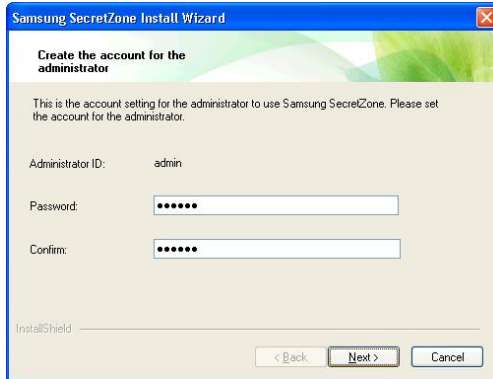 Samsung SecretZone Install Wizard
Create the account for the
administrator
This is the account setting for the administrator to use Samsung SecretZone. Please set
the account for the administrator.
Administrator ID: admin
Password: ●●●●●●
Confirm: ●●●●●●
InstallShield
< Back Next > Cancel